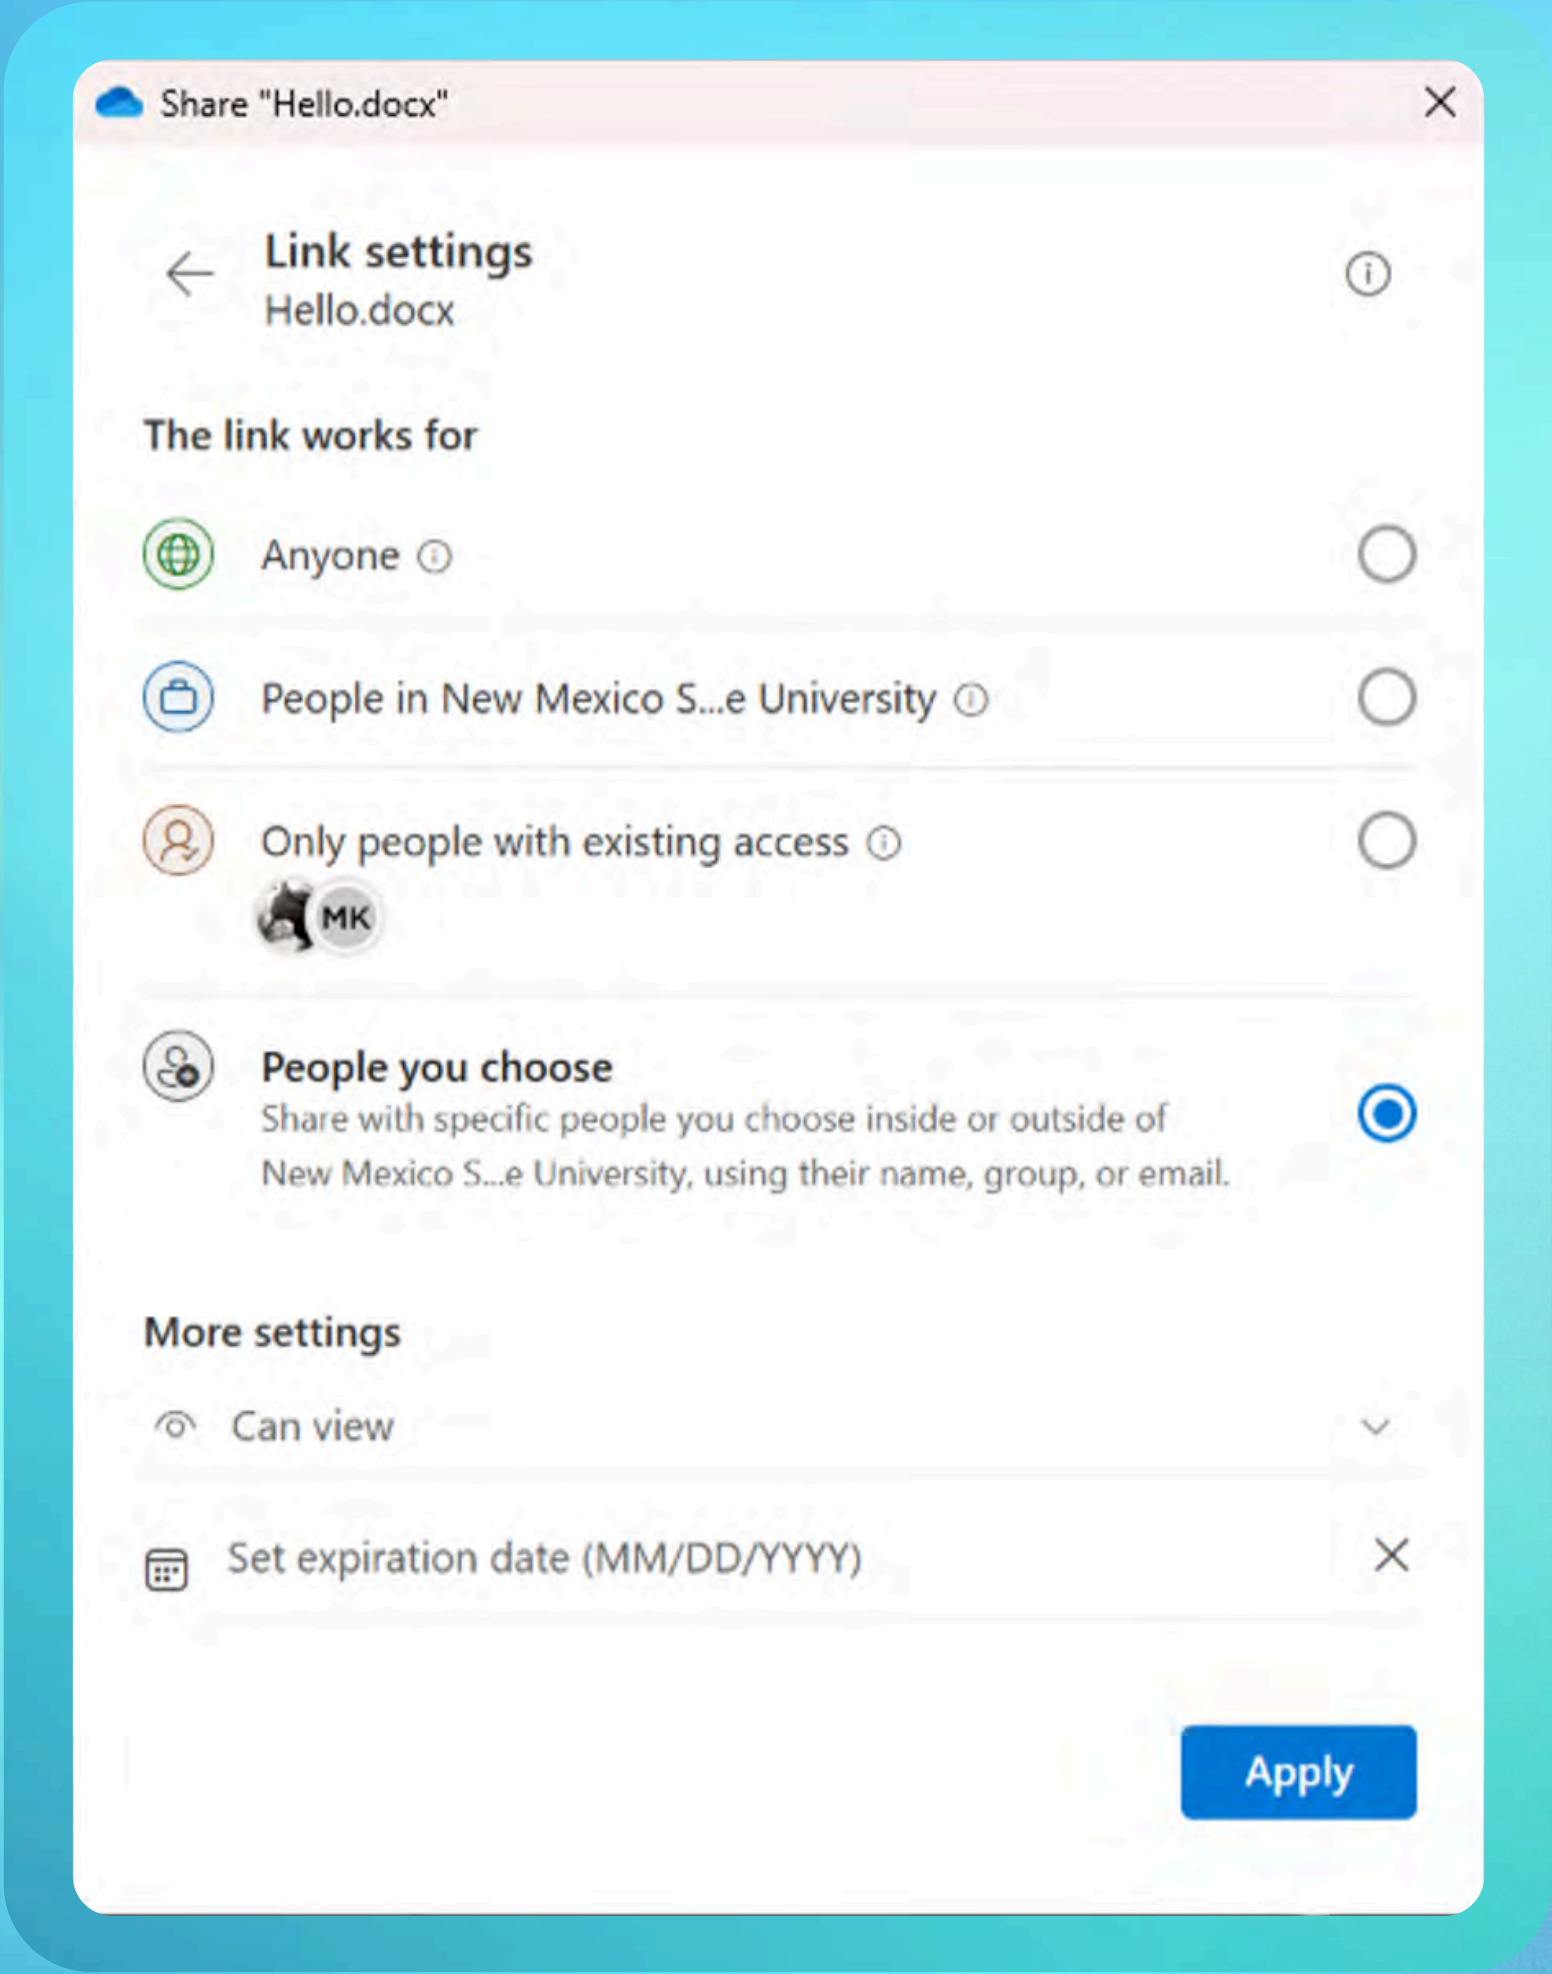 Share "Hello.docx"
Link settings
Hello.docx
The link works for
Anyone
People in New Mexico S...e University
Only people with existing access
MK
People you choose
Share with specific people you choose inside or outside of
New Mexico S...e University, using their name, group, or email.
More settings
Can view
Set expiration date (MM/DD/YYYY)
Apply